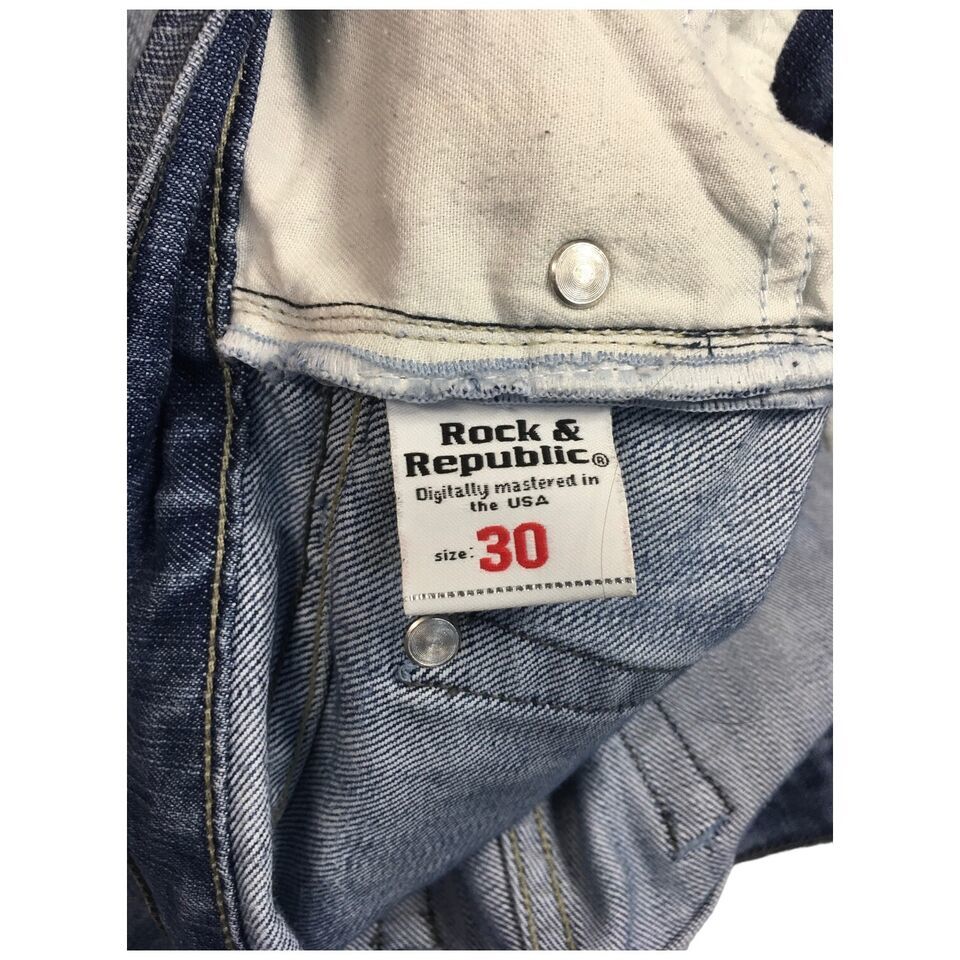 Rock &
Republic®
Digitally mastered in
the USA
size: 30